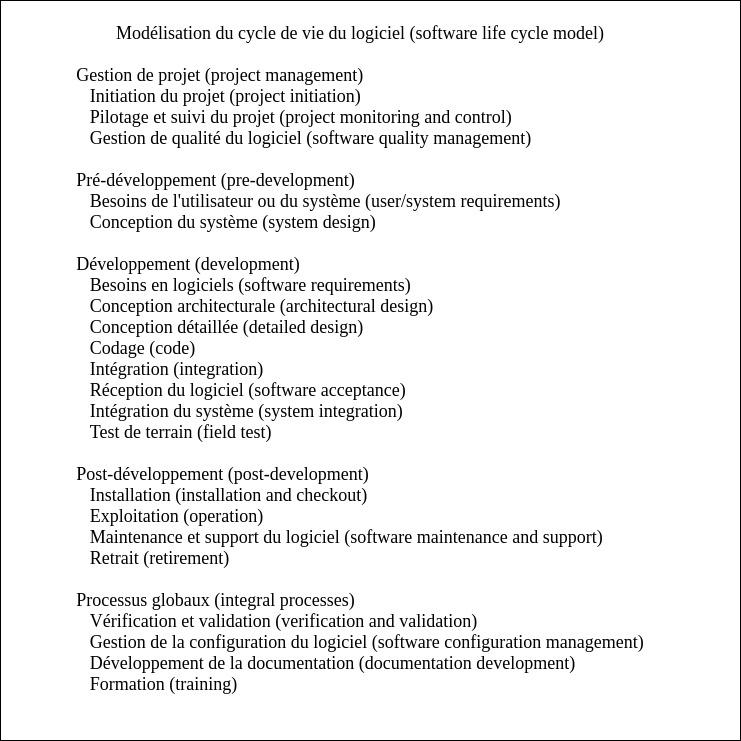 Modélisation du cycle de vie du logiciel (software life cycle model)
Gestion de projet (project management)
Initiation du projet (project initiation)
Pilotage et suivi du projet (project monitoring and control)
Gestion de qualité du logiciel (software quality management)
Pré-développement (pre-development)
Besoins de l'utilisateur ou du système (user/system requirements)
Conception du système (system design)
Développement (development)
Besoins en logiciels (software requirements)
Conception architecturale (architectural design)
Conception détaillée (detailed design)
Codage (code)
Intégration (integration)
Réception du logiciel (software acceptance)
Intégration du système (system integration)
Test de terrain (field test)
Post-développement (post-development)
Installation (installation and checkout)
Exploitation (operation)
Maintenance et support du logiciel (software maintenance and support)
Retrait (retirement)
Processus globaux (integral processes)
Vérification et validation (verification and validation)
Gestion de la configuration du logiciel (software configuration management)
Développement de la documentation (documentation development)
Formation (training)